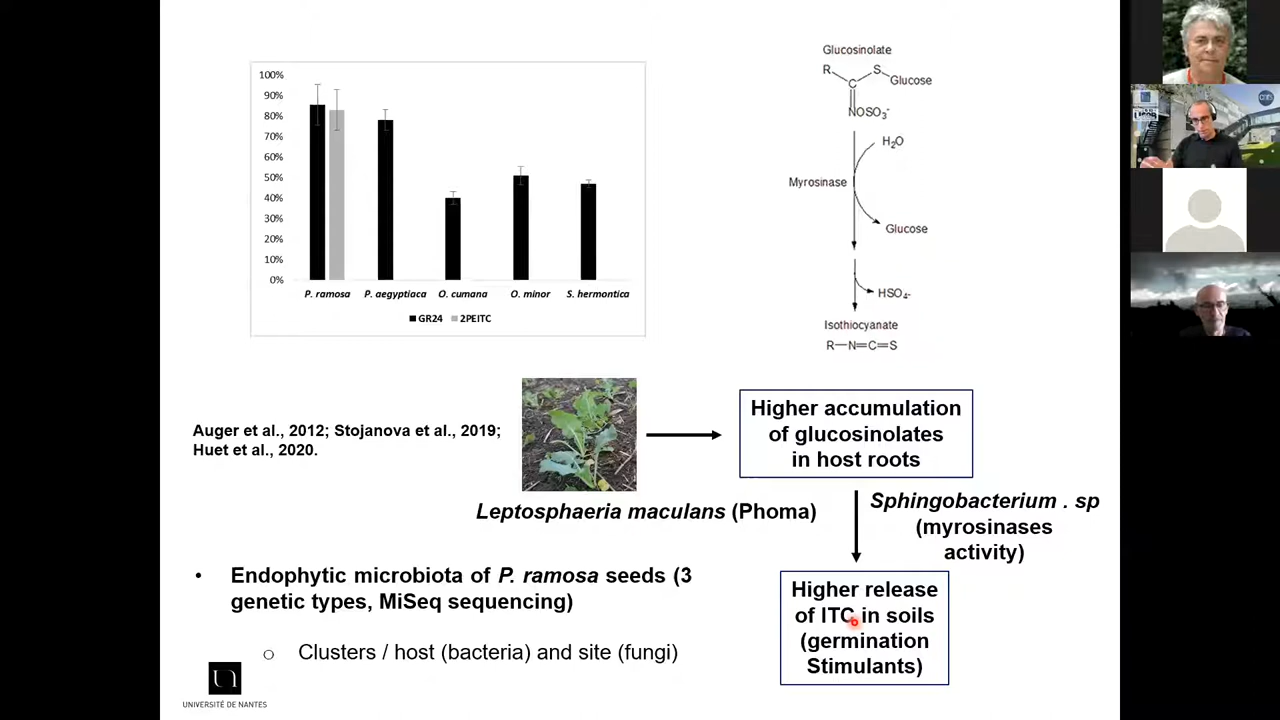 100%
90%
80%
70%
60%
50%
40%
30%
20%
10%
0%
P. ramosa P. aegyptiaca O. cumana O. minor S. hermontica
GR24 2PEITC
Glucosinolate
R S
C Glucose
NOSO3-
H2O
Myrosinase
Glucose
HSO4-
Isothiocyanate
R—N=C=S
Auger et al., 2012; Stojanova et al., 2019;
Huet et al., 2020.
Leptosphaeria maculans (Phoma)
Higher accumulation
of glucosinolates
in host roots
Sphingobacterium . sp
(myrosinases
activity)
Higher release
of ITC in soils
(germination
Stimulants)
• Endophytic microbiota of P. ramosa seeds (3
genetic types, MiSeq sequencing)
o Clusters / host (bacteria) and site (fungi)
UNIVERSITÉ DE NANTES